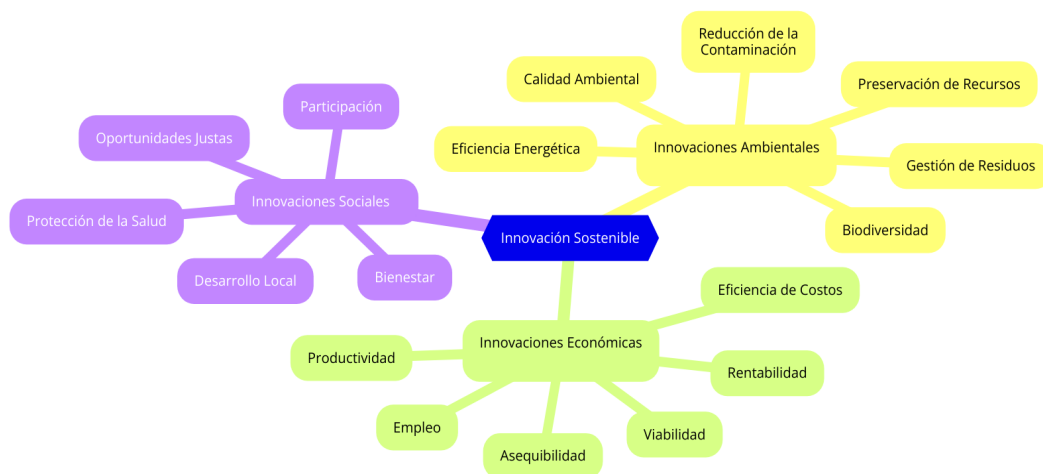 Reducción de la
Contaminación
Calidad Ambiental
Preservación de Recursos
Participación
Oportunidades Justas
Eficiencia Energética
Innovaciones Ambientales
Gestión de Residuos
Innovaciones Sociales
Protección de la Salud
Innovación Sostenible
Biodiversidad
Desarrollo Local
Bienestar
Eficiencia de Costos
Innovaciones Económicas
Productividad
Rentabilidad
Empleo
Viabilidad
Asequibilidad